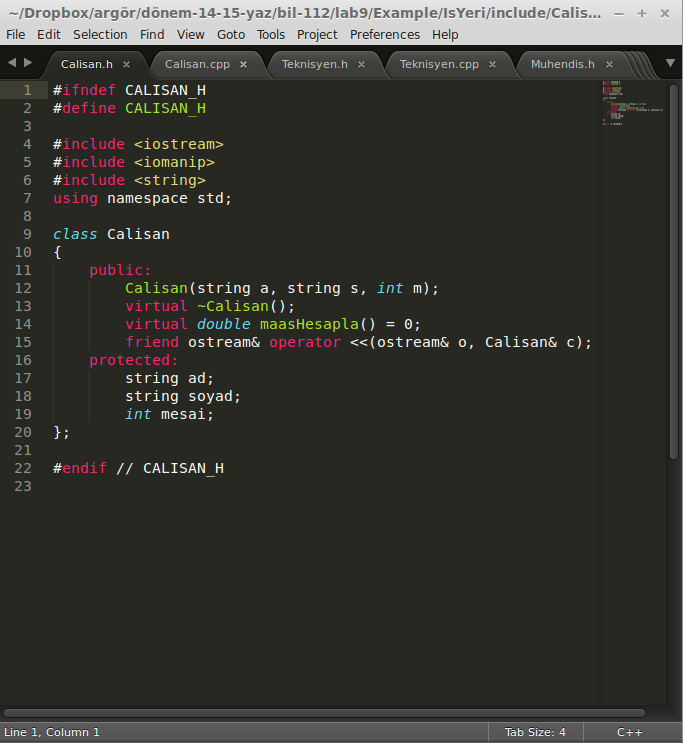 ~/Dropbox/argör/dönem-14-15-yaz/bil-112/lab9/Example/IsYeri/include/Calis...
File Edit Selection Find View Goto Tools Project Preferences Help
Calisan.h Calisan.cpp Teknisyen.h Teknisyen.cpp Muhendis.h
1 #ifndef CALISAN_H
2 #define CALISAN_H
3
4 #include <iostream>
5 #include <iomanip>
6 #include <string>
7 using namespace std;
8
9 class Calisan
10 {
11     public:
12         Calisan(string a, string s, int m);
13         virtual ~Calisan();
14         virtual double maasHesapla() = 0;
15         friend ostream& operator <<(ostream& o, Calisan& c);
16     protected:
17         string ad;
18         string soyad;
19         int mesai;
20 };
21
22 #endif // CALISAN_H
23
Line 1, Column 1 Tab Size: 4 C++